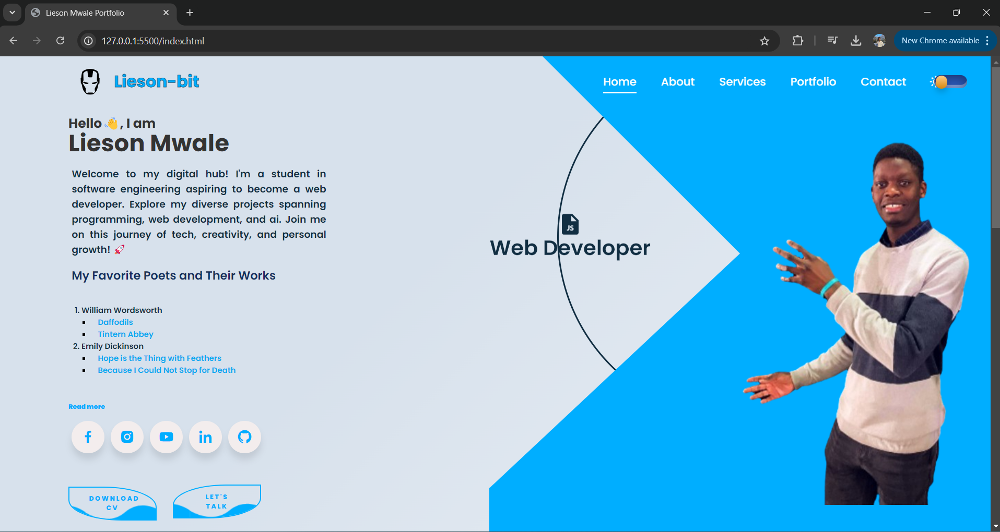 Lieson Mwale Portfolio
127.0.0.1:5500/index.html
New Chrome available
Lieson-bit
Home About Services Portfolio Contact
Hello 👋, I am
Lieson Mwale
Welcome to my digital hub! I'm a student in
software engineering aspiring to become a web
developer. Explore my diverse projects spanning
programming, web development, and ai. Join me
on this journey of tech, creativity, and personal
growth! 🚀
My Favorite Poets and Their Works
1. William Wordsworth
▪ Daffodils
▪ Tintern Abbey
2. Emily Dickinson
▪ Hope is the Thing with Feathers
▪ Because I Could Not Stop for Death
Read more
DOWNLOAD
CV
LET'S
TALK
JS
Web Developer